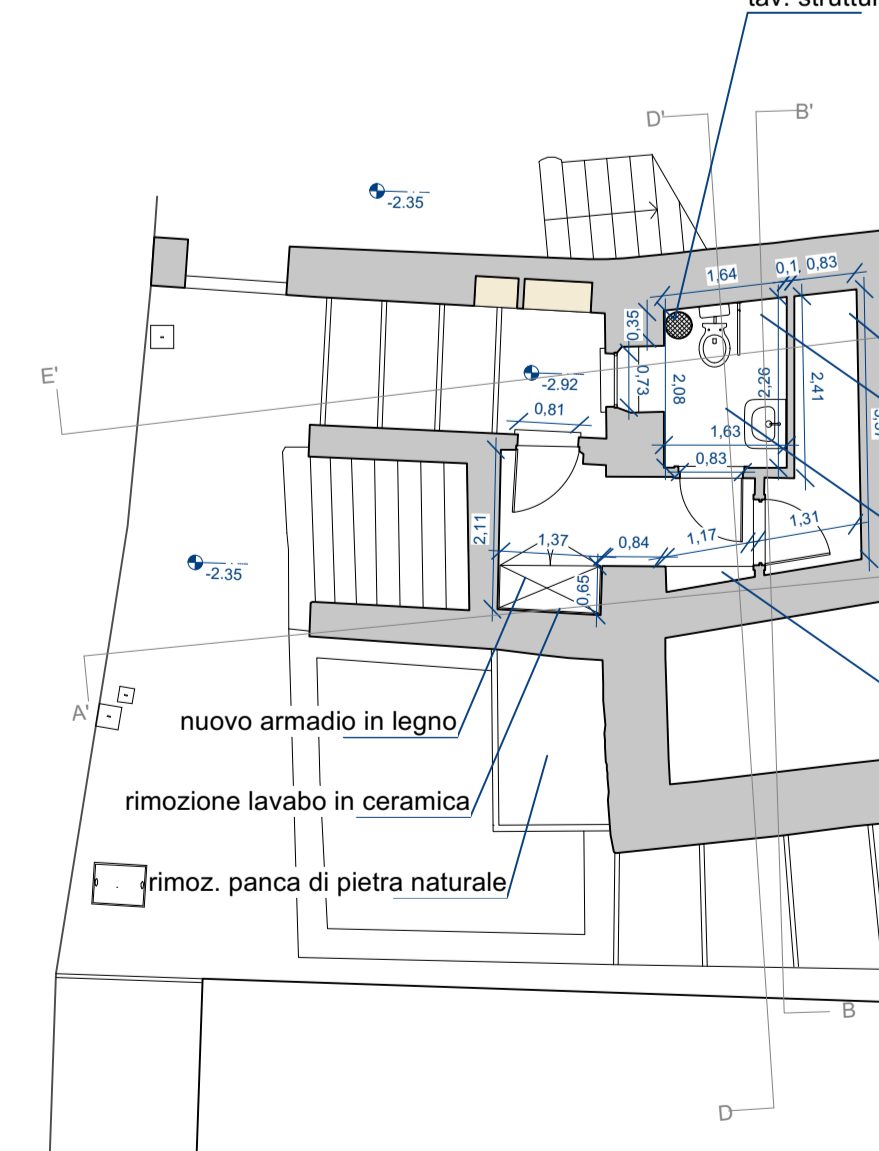 D'
B'
-2.35
1,64
0,1
0,83
0,35
E'
-2.92
0,73
2,08
2,26
2,41
0,81
1,63
0,83
2,11
1,37
0,84
1,17
1,31
-2.35
0,65
A'
nuovo armadio in legno
rimozione lavabo in ceramica
rimoz. panca di pietra naturale
B
D